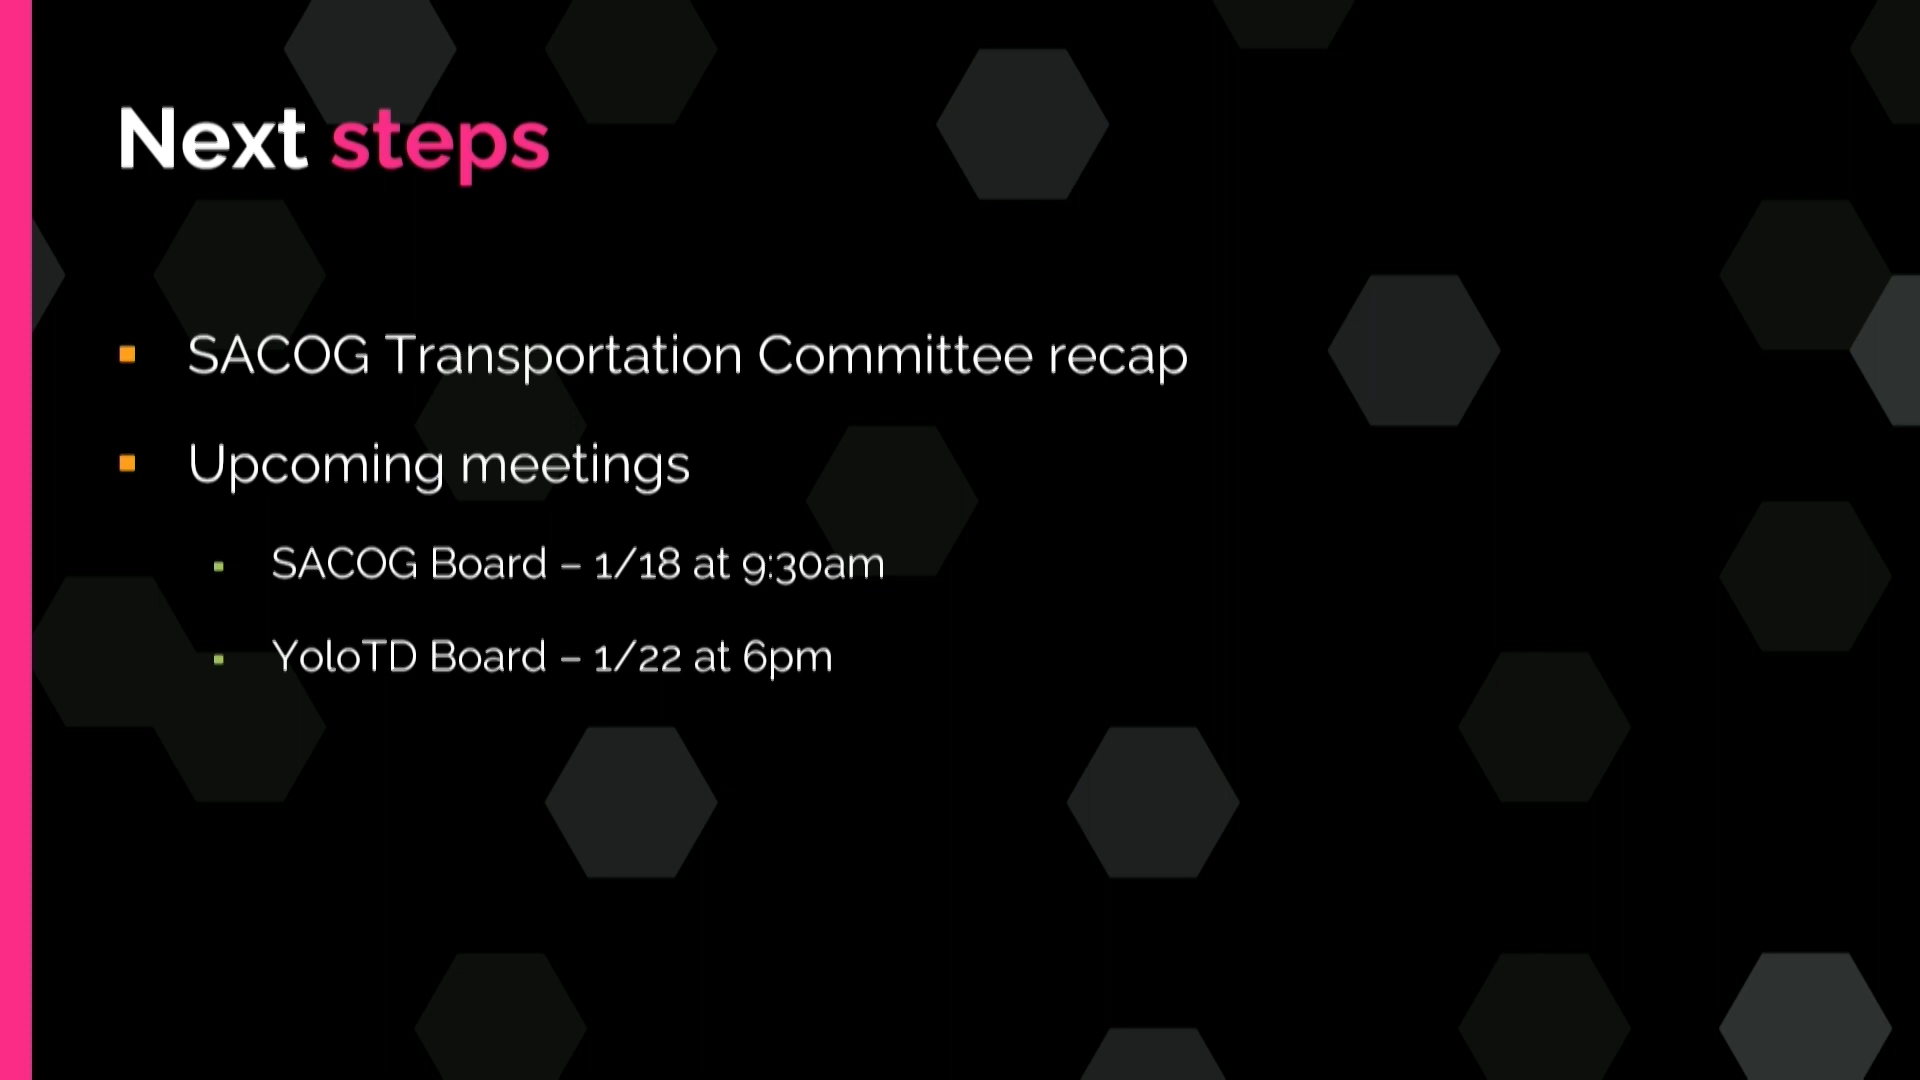 Next steps
SACOG Transportation Committee recap
Upcoming meetings
SACOG Board – 1/18 at 9:30am
YoloTD Board – 1/22 at 6pm